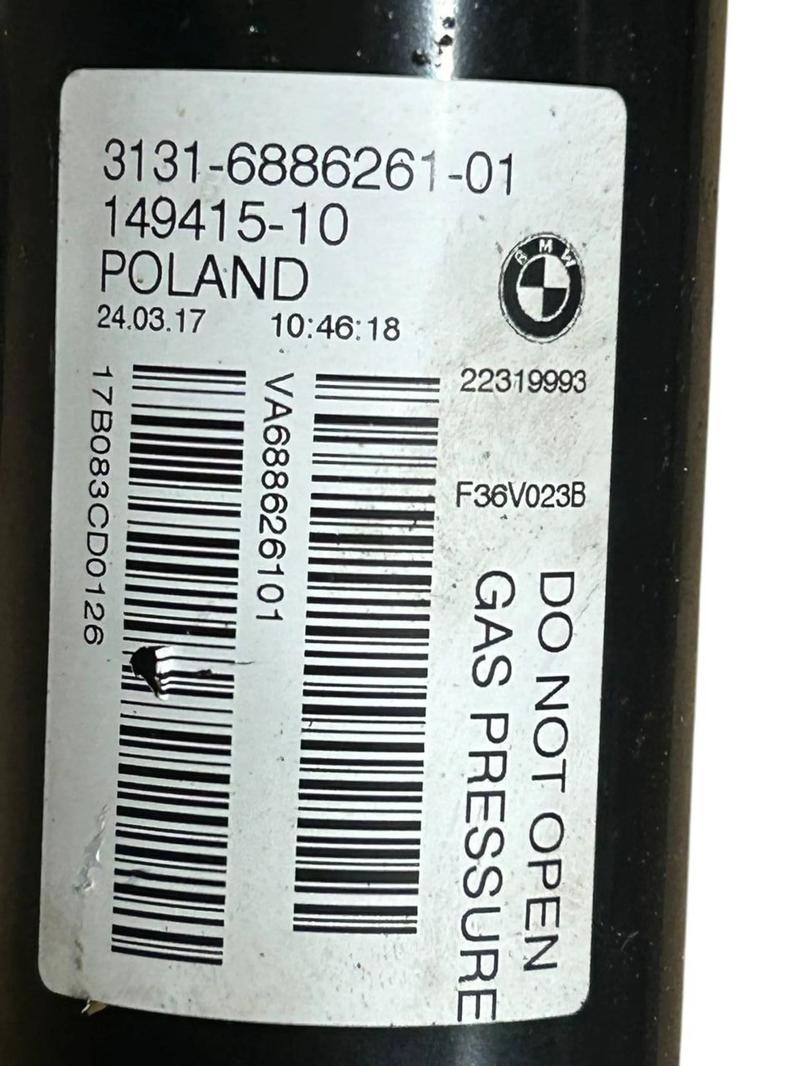 3131-6886261-01
149415-10
POLAND
24.03.17 10:46:18
BMW
22319993
F36V023B
17B083CD0126
VA688626101
DO NOT OPEN
GAS PRESSURE